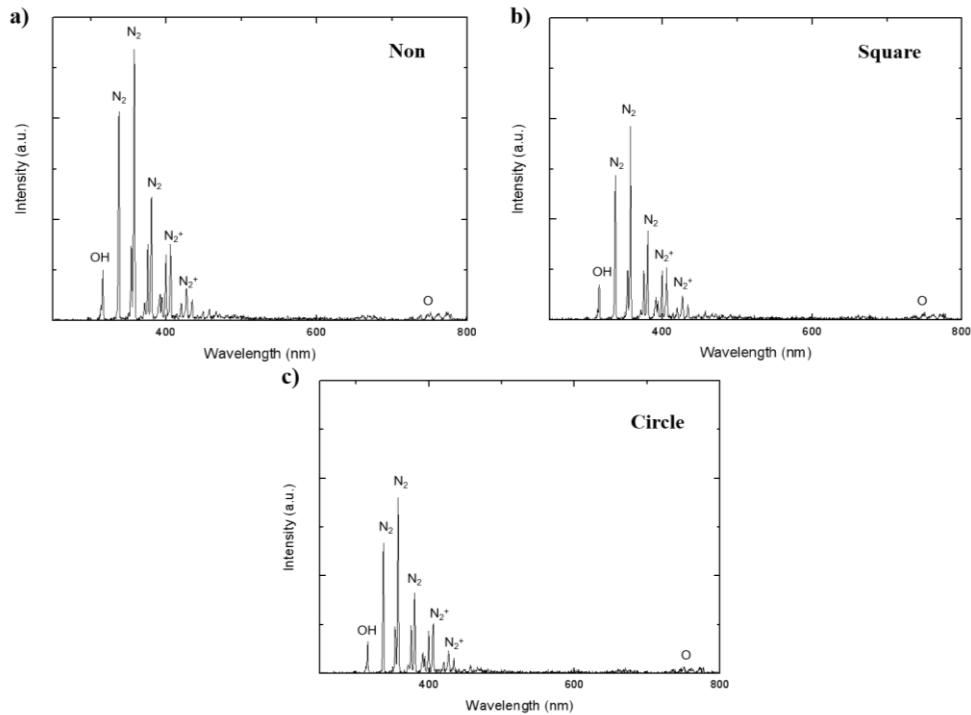 a)
Non
N₂
N₂
N₂
N₂⁺
OH
N₂⁺
O
Intensity (a.u.)
400
600
800
Wavelength (nm)
b)
Square
N₂
N₂
N₂
N₂⁺
OH
N₂⁺
O
Intensity (a.u.)
400
600
800
Wavelength (nm)
c)
Circle
N₂
N₂
N₂
N₂⁺
OH
N₂⁺
O
Intensity (a.u.)
400
600
800
Wavelength (nm)